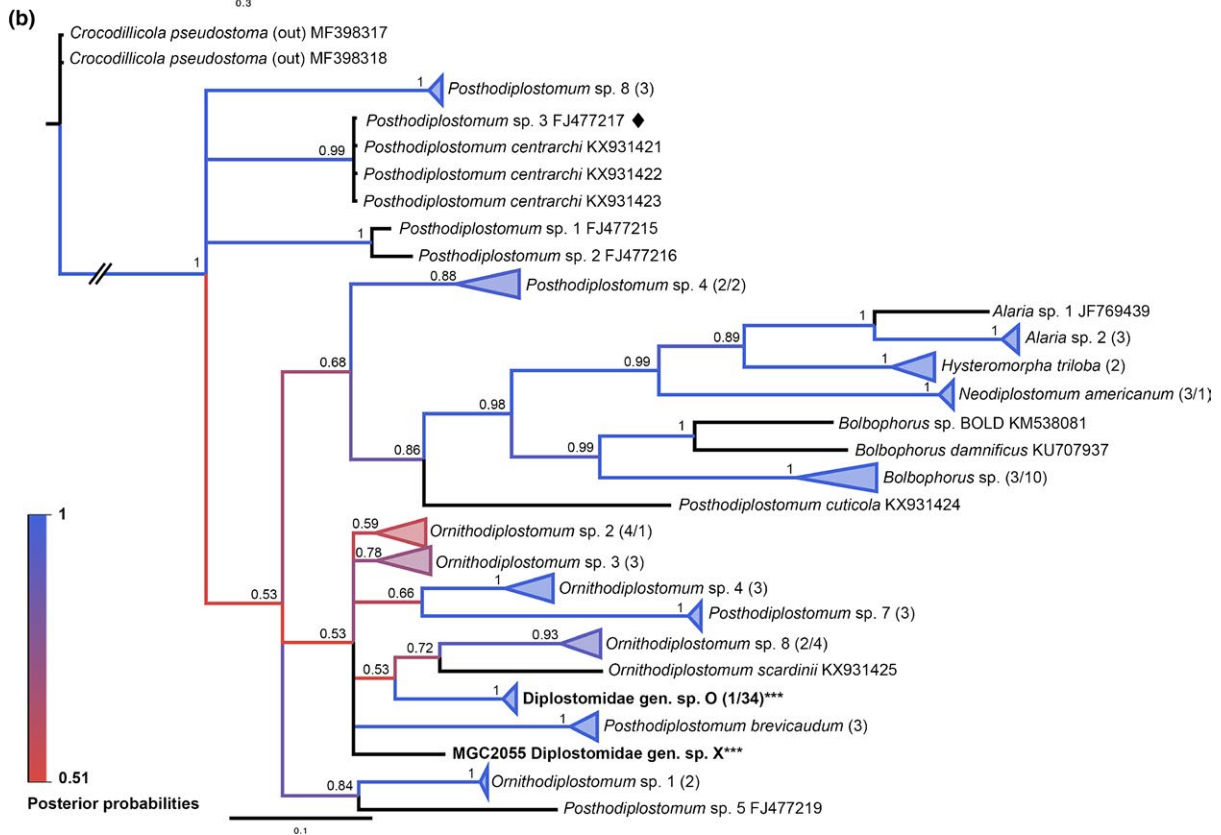 0.3
(b)
Crocodillicola pseudostoma (out) MF398317
Crocodillicola pseudostoma (out) MF398318
1
Posthodiplostomum sp. 8 (3)
Posthodiplostomum sp. 3 FJ477217 ♦
0.99
Posthodiplostomum centrarchi KX931421
Posthodiplostomum centrarchi KX931422
Posthodiplostomum centrarchi KX931423
1
Posthodiplostomum sp. 1 FJ477215
Posthodiplostomum sp. 2 FJ477216
1
0.88
Posthodiplostomum sp. 4 (2/2)
0.68
1
Alaria sp. 1 JF769439
1
Alaria sp. 2 (3)
0.89
1
Hysteromorpha triloba (2)
0.99
1
Neodiplostomum americanum (3/1)
0.98
1
Bolbophorus sp. BOLD KM538081
Bolbophorus damnificus KU707937
0.99
1
Bolbophorus sp. (3/10)
0.86
Posthodiplostomum cuticola KX931424
0.59
Ornithodiplostomum sp. 2 (4/1)
0.78
Ornithodiplostomum sp. 3 (3)
0.66
1
Ornithodiplostomum sp. 4 (3)
1
Posthodiplostomum sp. 7 (3)
0.53
0.53
0.93
Ornithodiplostomum sp. 8 (2/4)
0.72
Ornithodiplostomum scardinii KX931425
0.53
1
Diplostomidae gen. sp. O (1/34)***
1
Posthodiplostomum brevicaudum (3)
MGC2055 Diplostomidae gen. sp. X***
0.84
1
Ornithodiplostomum sp. 1 (2)
Posthodiplostomum sp. 5 FJ477219
1
0.51
Posterior probabilities
0.1